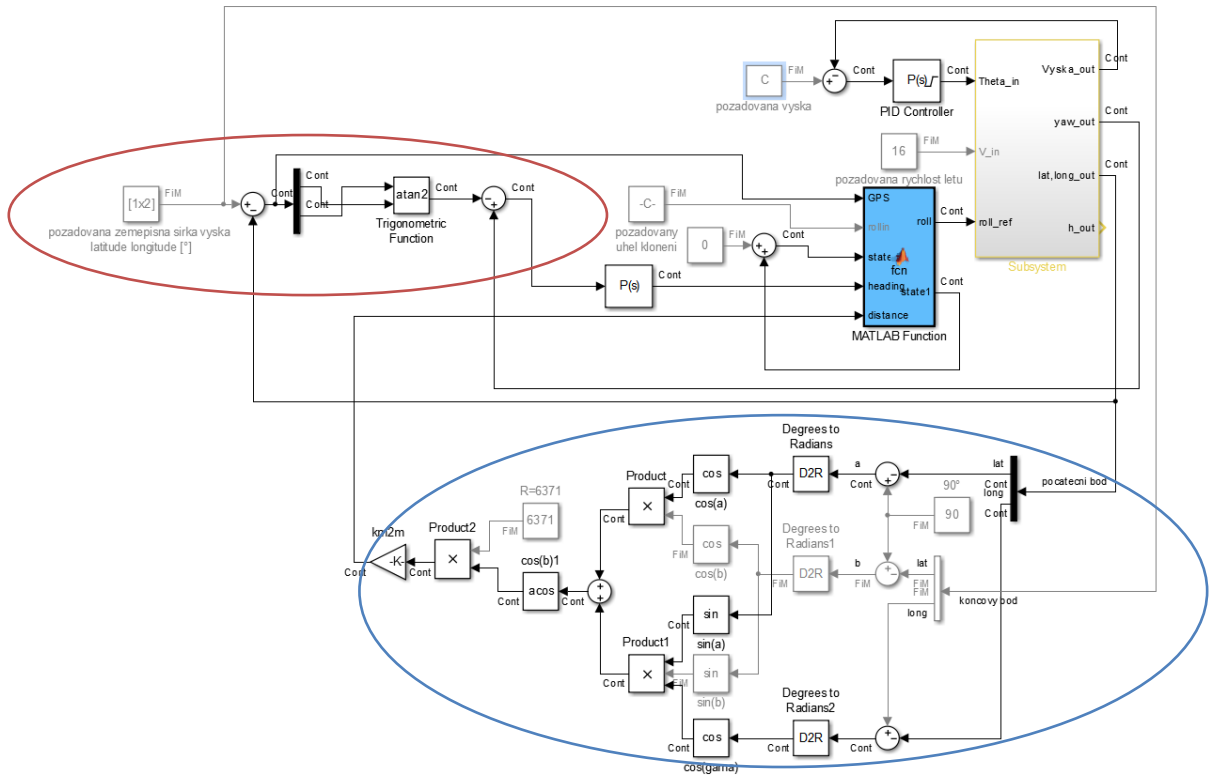 Cont
C
FiM
pozadovana vyska
+
−
Cont
P(s)
Cont
PID Controller
Theta_in
Vyska_out
Cont
yaw_out
Cont
16
FiM
V_in
pozadovana rychlost letu
lat,long_out
Cont
roll_ref
h_out
Subsystem
[1x2]
FiM
pozadovana zemepisna sirka vyska
latitude longitude [°]
+
−
Cont
Cont
Cont
atan2
Trigonometric
Function
Cont
−
+
Cont
-C-
FiM
pozadovany
uhel kloneni
0
FiM
+
+
Cont
P(s)
Cont
GPS
rollin
state
heading
distance
roll
fcn
state1
Cont
Cont
MATLAB Function
Degrees to
Radians
D2R
a
Cont
lat
Cont
long
Cont
pocatecni bod
90°
90
FiM
Product
×
Cont
cos
Cont
cos(a)
Cont
R=6371
6371
FiM
cos
FiM
cos(b)
Degrees to
Radians1
D2R
FiM
b
FiM
+
−
lat
FiM
FiM
long
koncovy bod
km2m
-K-
Cont
Product2
×
Cont
cos(b)1
acos
Cont
Cont
+
+
sin
Cont
sin(a)
Product1
×
Cont
sin
FiM
sin(b)
Degrees to
Radians2
D2R
Cont
Cont
+
−
cos
Cont
cos(gama)